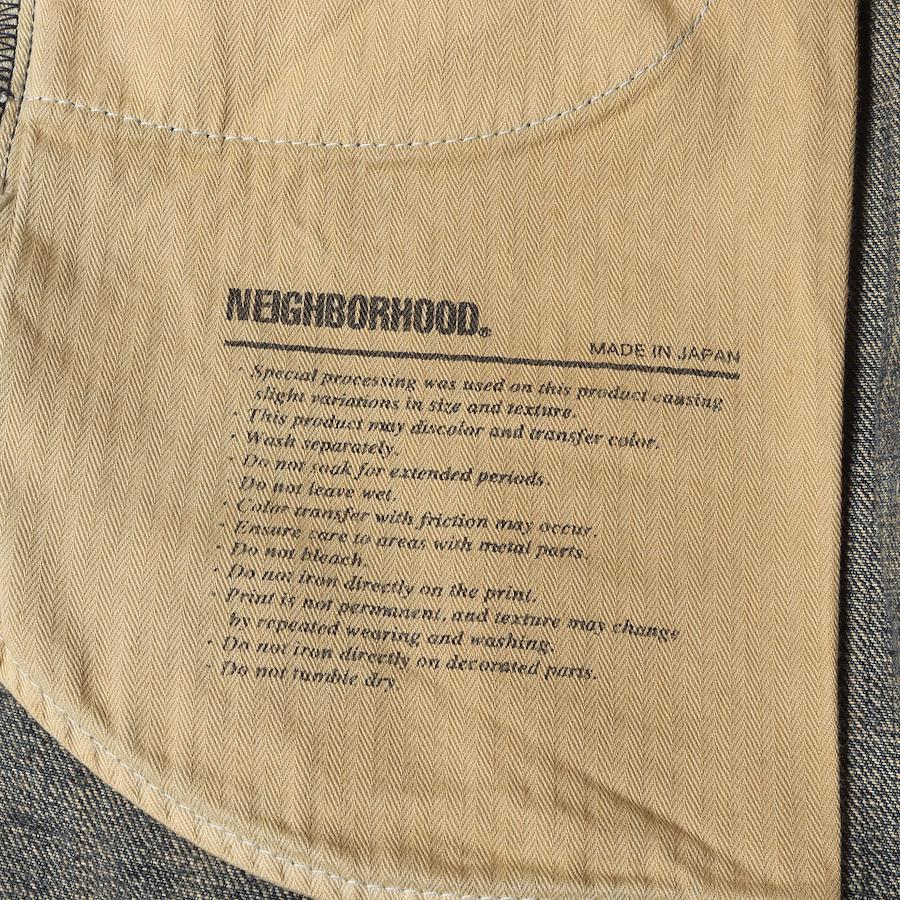 NEIGHBORHOOD®
MADE IN JAPAN
· Special processing was used on this product causing
slight variations in size and texture.
· This product may discolor and transfer color.
· Wash separately.
· Do not soak for extended periods.
· Do not leave wet.
· Color transfer with friction may occur.
· Ensure care to areas with metal parts.
· Do not bleach.
· Do not iron directly on the print.
· Print is not permanent, and texture may change
by repeated wearing and washing.
· Do not iron directly on decorated parts.
· Do not tumble dry.